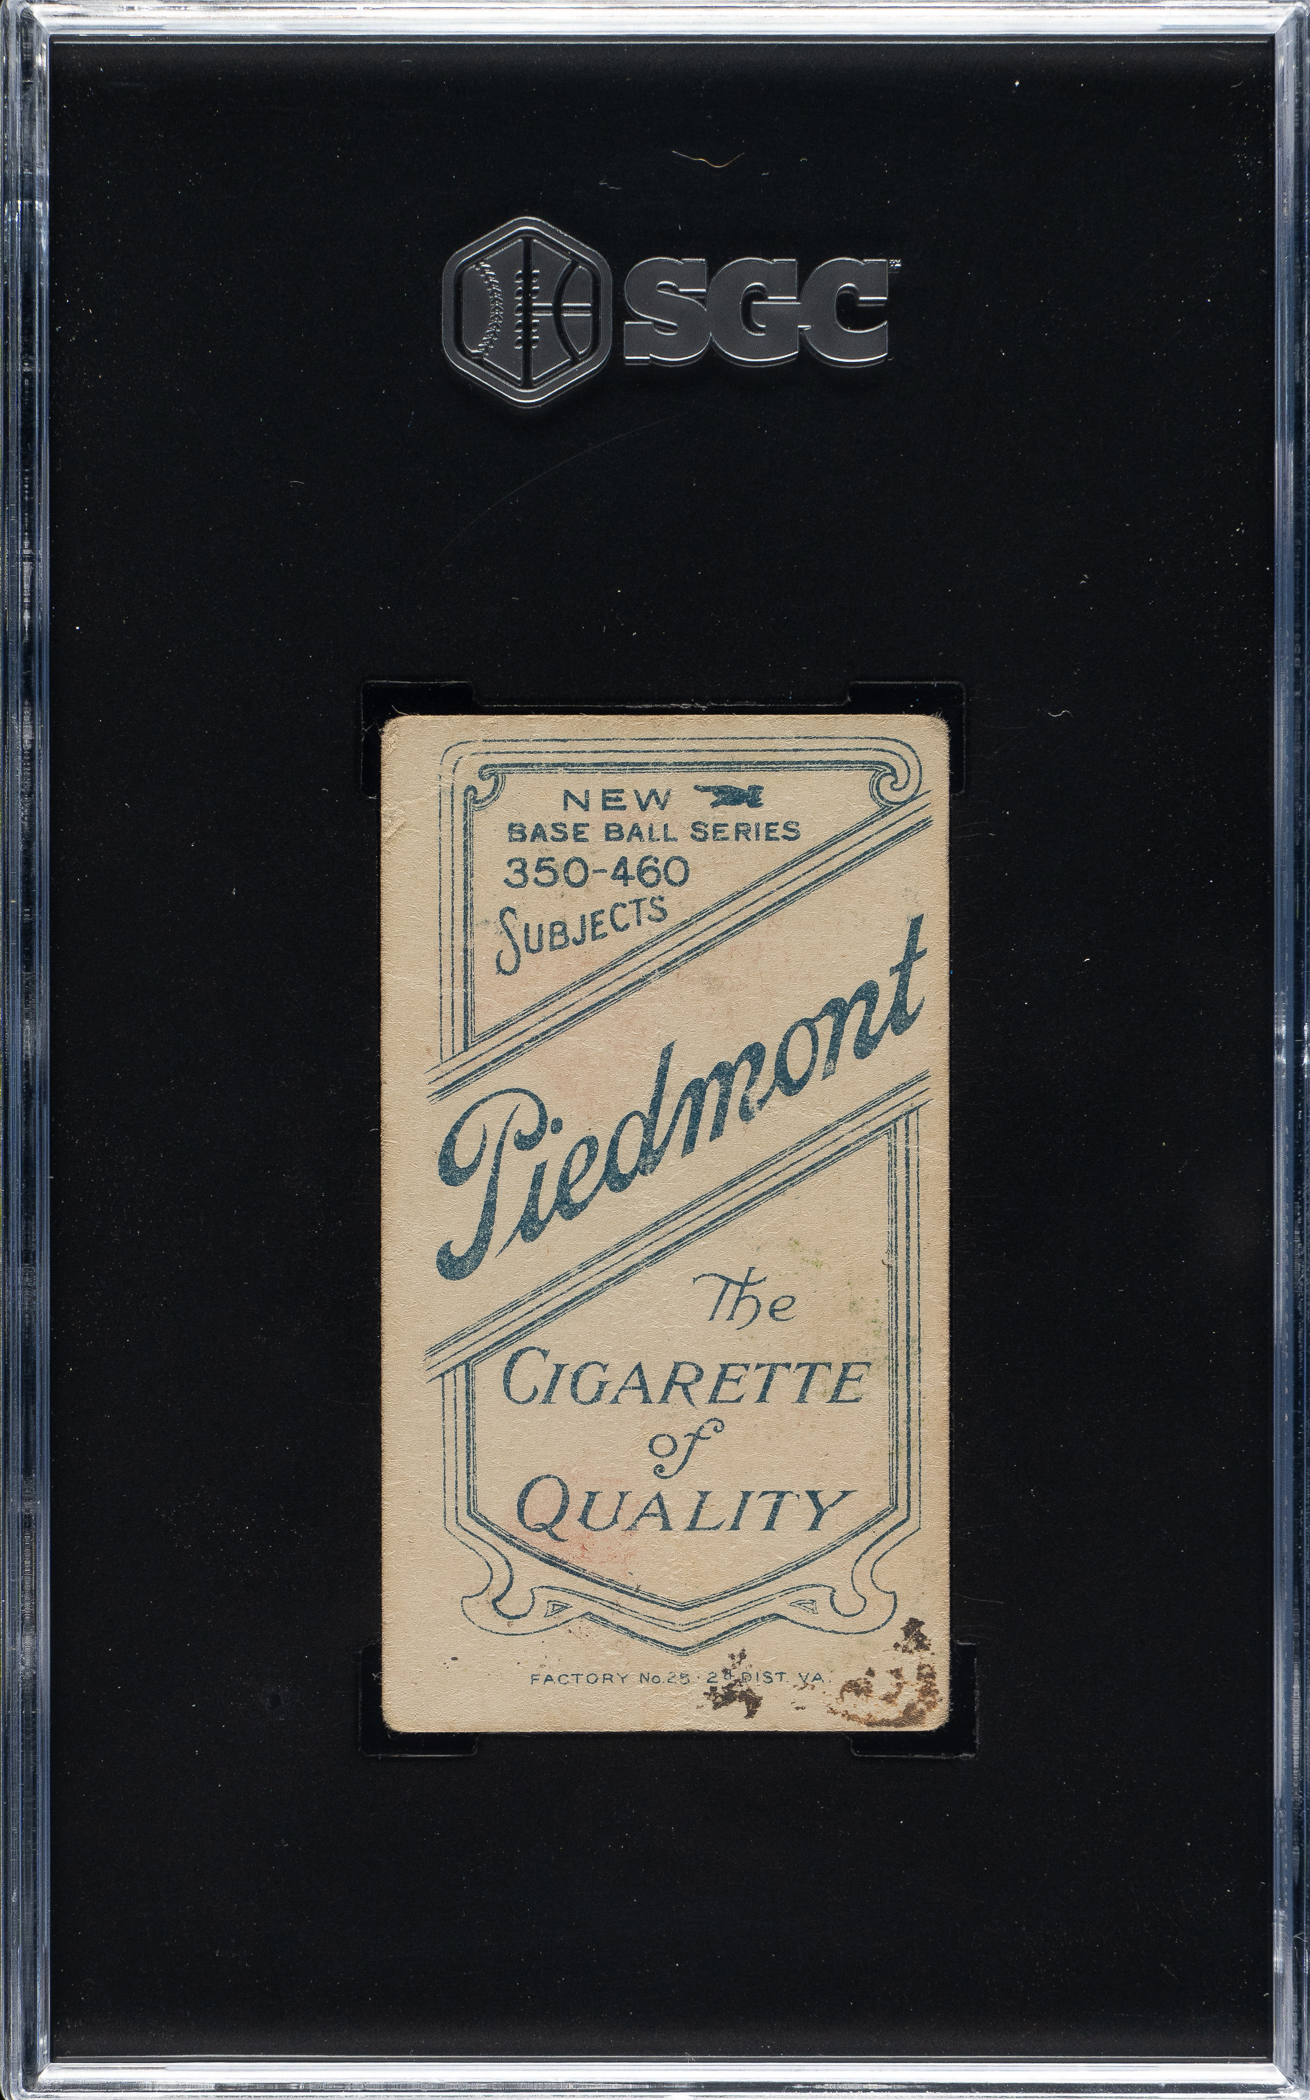 SGC
NEW
BASE BALL SERIES
350-460
SUBJECTS
Piedmont
The
CIGARETTE
of
QUALITY
FACTORY No. 25 · 2d DIST. VA.